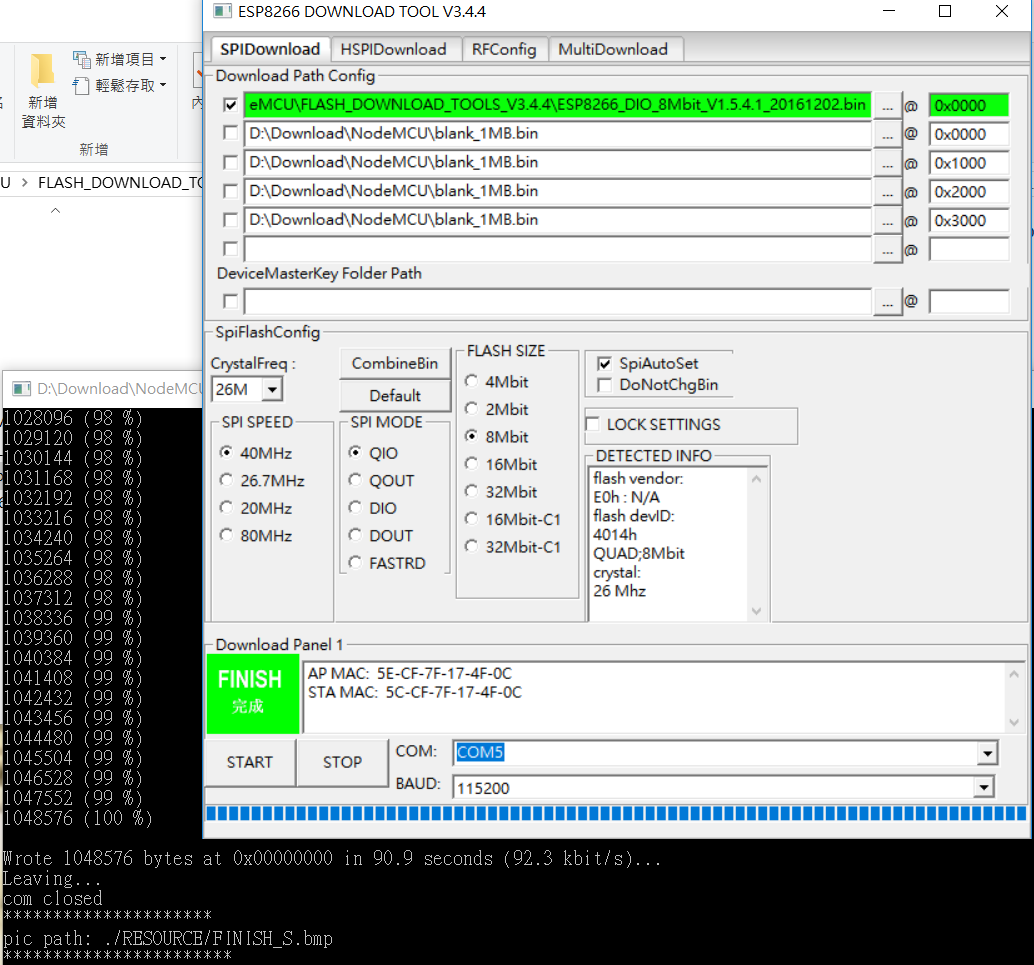 ESP8266 DOWNLOAD TOOL V3.4.4
SPIDownload HSPIDownload RFConfig MultiDownload
Download Path Config
eMCU\FLASH_DOWNLOAD_TOOLS_V3.4.4\ESP8266_DIO_8Mbit_V1.5.4.1_20161202.bin ... @ 0x0000
D:\Download\NodeMCU\blank_1MB.bin ... @ 0x0000
D:\Download\NodeMCU\blank_1MB.bin ... @ 0x1000
D:\Download\NodeMCU\blank_1MB.bin ... @ 0x2000
D:\Download\NodeMCU\blank_1MB.bin ... @ 0x3000
... @
DeviceMasterKey Folder Path
... @
SpiFlashConfig
CrystalFreq :
26M
CombineBin
Default
SPI SPEED
40MHz
26.7MHz
20MHz
80MHz
SPI MODE
QIO
QOUT
DIO
DOUT
FASTRD
FLASH SIZE
4Mbit
2Mbit
8Mbit
16Mbit
32Mbit
16Mbit-C1
32Mbit-C1
SpiAutoSet
DoNotChgBin
LOCK SETTINGS
DETECTED INFO
flash vendor:
E0h : N/A
flash devID:
4014h
QUAD;8Mbit
crystal:
26 Mhz
Download Panel 1
FINISH
完成
AP MAC: 5E-CF-7F-17-4F-0C
STA MAC: 5C-CF-7F-17-4F-0C
START STOP
COM: COM5
BAUD: 115200
新增
資料夾
新增項目
輕鬆存取
新增
U > FLASH_DOWNLOAD_TO
D:\Download\NodeMCU
1028096 (98 %)
1029120 (98 %)
1030144 (98 %)
1031168 (98 %)
1032192 (98 %)
1033216 (98 %)
1034240 (98 %)
1035264 (98 %)
1036288 (98 %)
1037312 (98 %)
1038336 (99 %)
1039360 (99 %)
1040384 (99 %)
1041408 (99 %)
1042432 (99 %)
1043456 (99 %)
1044480 (99 %)
1045504 (99 %)
1046528 (99 %)
1047552 (99 %)
1048576 (100 %)
Wrote 1048576 bytes at 0x00000000 in 90.9 seconds (92.3 kbit/s)...
Leaving...
com closed
*********************
pic path: ./RESOURCE/FINISH_S.bmp
***********************